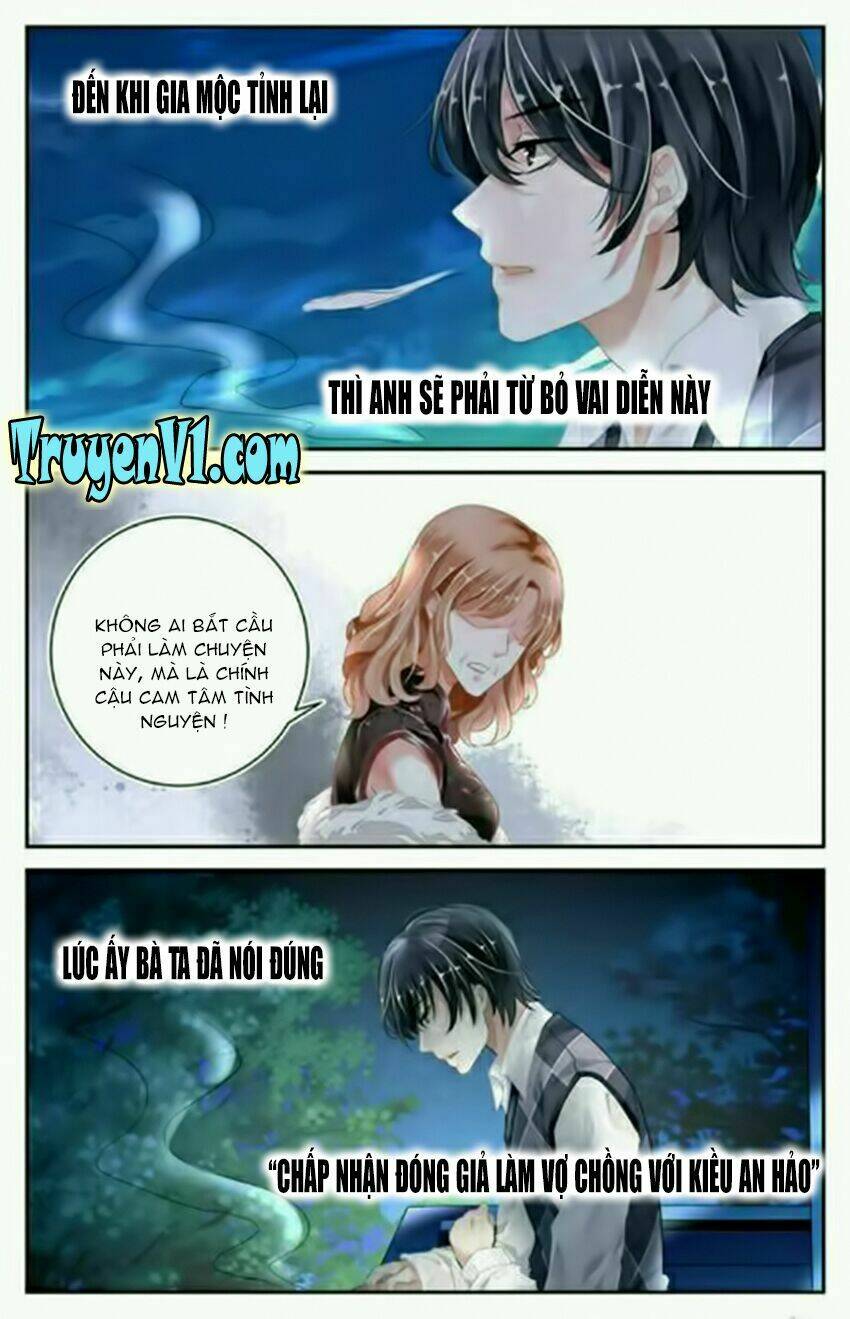 ĐẾN KHI GIA MỘC TỈNH LẠI
THÌ ANH SẼ PHẢI TỪ BỎ VAI DIỄN NÀY
TruyenV1.com
KHÔNG AI BẮT CẦU
PHẢI LÀM CHUYỆN
NÀY, MÀ LÀ CHÍNH
CẬU CAM TÂM TÌNH
NGUYỆN !
LÚC ẤY BÀ TA ĐÃ NÓI ĐÚNG
“CHẤP NHẬN ĐÓNG GIẢ LÀM VỢ CHỒNG VỚI KIỀU AN HẢO”